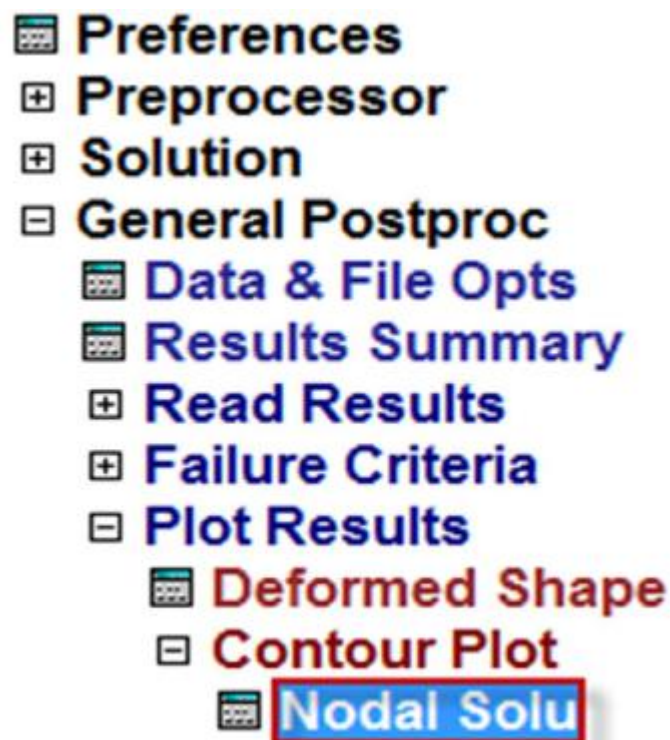 Preferences
Preprocessor
Solution
General Postproc
Data & File Opts
Results Summary
Read Results
Failure Criteria
Plot Results
Deformed Shape
Contour Plot
Nodal Solu